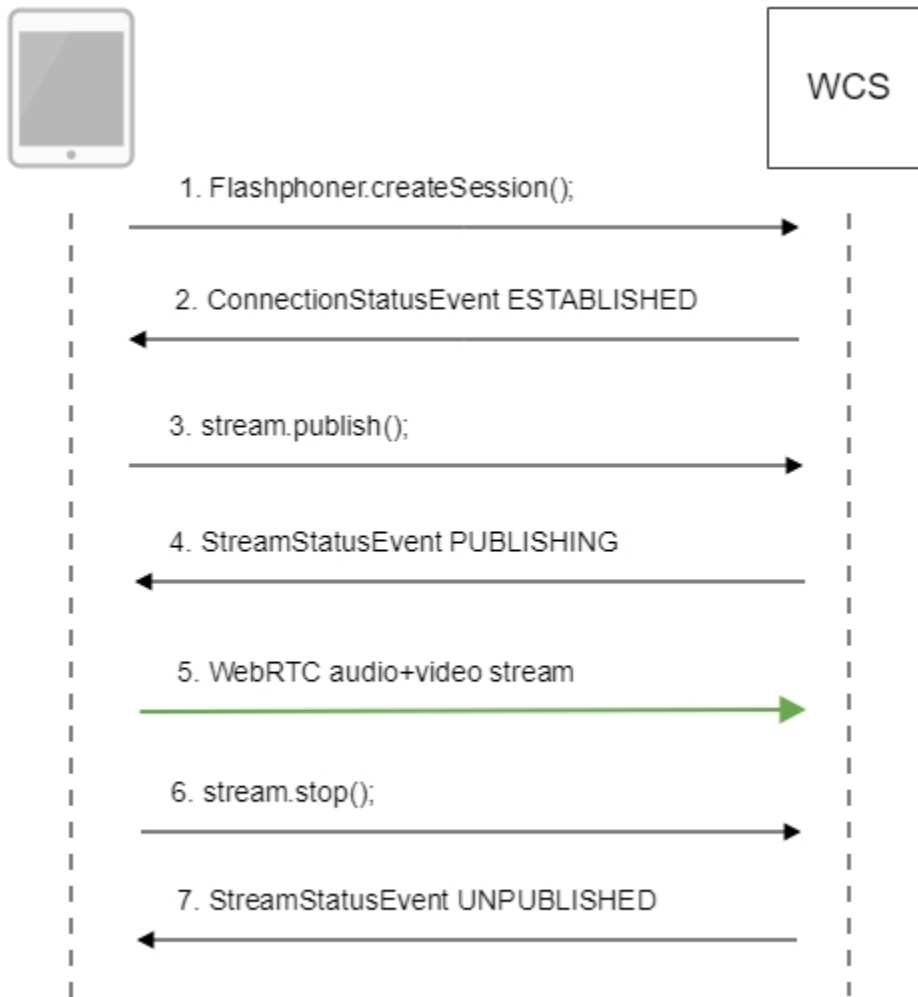 WCS
1. Flashphoner.createSession();
2. ConnectionStatusEvent ESTABLISHED
3. stream.publish();
4. StreamStatusEvent PUBLISHING
5. WebRTC audio+video stream
6. stream.stop();
7. StreamStatusEvent UNPUBLISHED